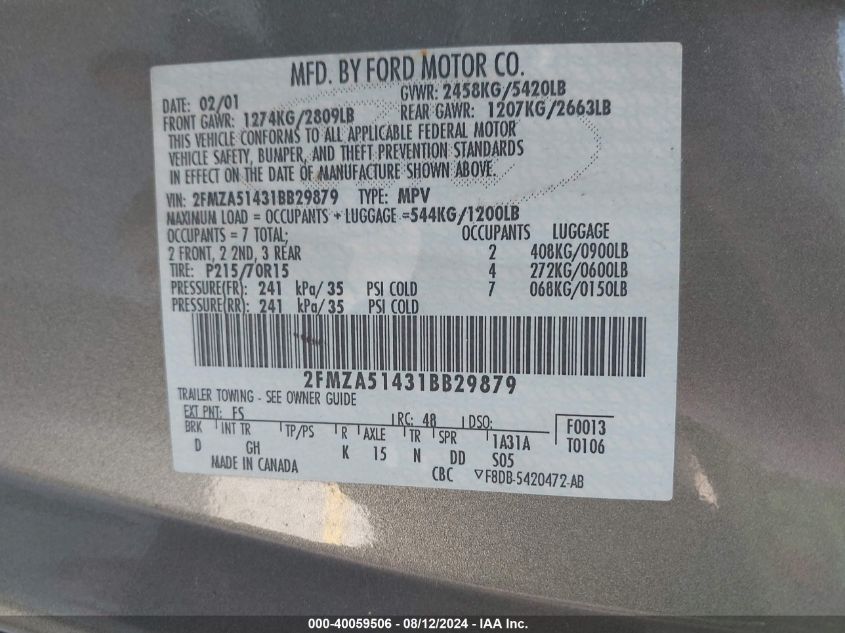 MFD. BY FORD MOTOR CO.
DATE: 02/01 GVWR: 2458KG/5420LB
FRONT GAWR: 1274KG/2809LB REAR GAWR: 1207KG/2663LB
THIS VEHICLE CONFORMS TO ALL APPLICABLE FEDERAL MOTOR
VEHICLE SAFETY, BUMPER, AND THEFT PREVENTION STANDARDS
IN EFFECT ON THE DATE OF MANUFACTURE SHOWN ABOVE.
VIN: 2FMZA51431BB29879 TYPE: MPV
MAXIMUM LOAD = OCCUPANTS + LUGGAGE =544KG/1200LB
OCCUPANTS = 7 TOTAL; OCCUPANTS LUGGAGE
2 FRONT, 2 2ND, 3 REAR 2 408KG/0900LB
TIRE: P215/70R15 4 272KG/0600LB
PRESSURE(FR): 241 kPa/35 PSI COLD 7 068KG/0150LB
PRESSURE(RR): 241 kPa/35 PSI COLD
2FMZA51431BB29879
TRAILER TOWING - SEE OWNER GUIDE
EXT PNT: FS RC: 48 DSO: F0013
BRK INT TR TP/PS R AXLE TR SPR 1A31A T0106
D GH K 15 N DD S05
MADE IN CANADA CBC ▽F8DB-5420472-AB
000-40059506 - 08/12/2024 - IAA Inc.